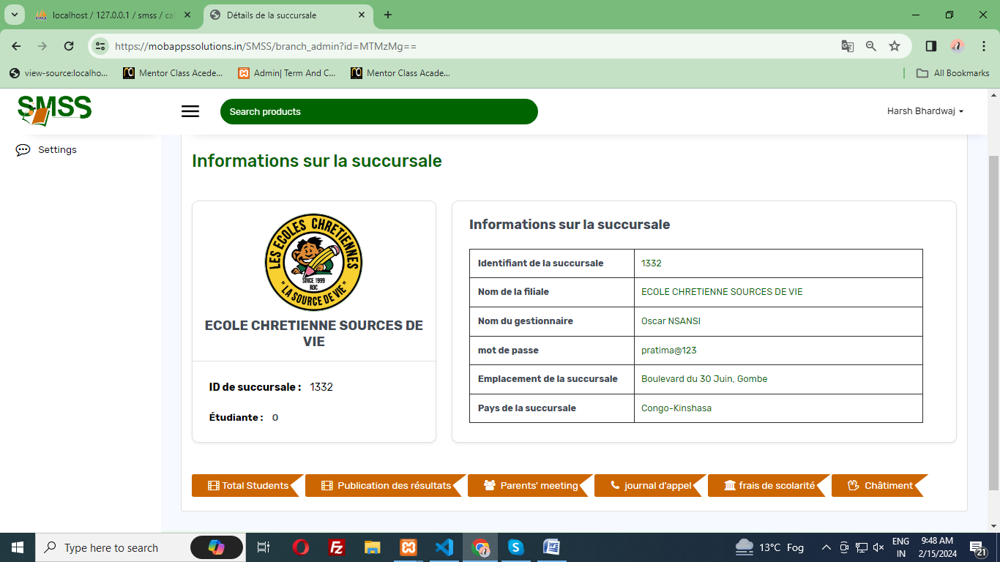 localhost / 127.0.0.1 / smss / ca
Détails de la succursale
https://mobappssolutions.in/SMSS/branch_admin?id=MTMzMg==
view-source:localho...
Mentor Class Acede...
Admin| Term And C...
Mentor Class Acade...
All Bookmarks
SMSS
Search products
Harsh Bhardwaj
Settings
Informations sur la succursale
LES ECOLES CHRETIENNES
SINCE 1999
RDC
"LA SOURCE DE VIE"
ECOLE CHRETIENNE SOURCES DE
VIE
ID de succursale : 1332
Étudiante : 0
Informations sur la succursale
Identifiant de la succursale 1332
Nom de la filiale ECOLE CHRETIENNE SOURCES DE VIE
Nom du gestionnaire Oscar NSANSI
mot de passe pratima@123
Emplacement de la succursale Boulevard du 30 Juin, Gombe
Pays de la succursale Congo-Kinshasa
Total Students
Publication des résultats
Parents' meeting
journal d'appel
frais de scolarité
Châtiment
Type here to search
13°C Fog
ENG
IN
9:48 AM
2/15/2024
21